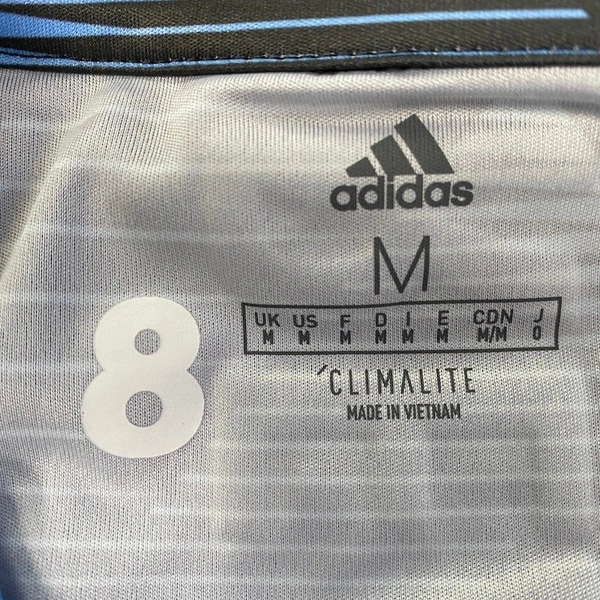 adidas
M
UK US F D I E CDN J
M M M M M M M/M O
8
´CLIMALITE
MADE IN VIETNAM